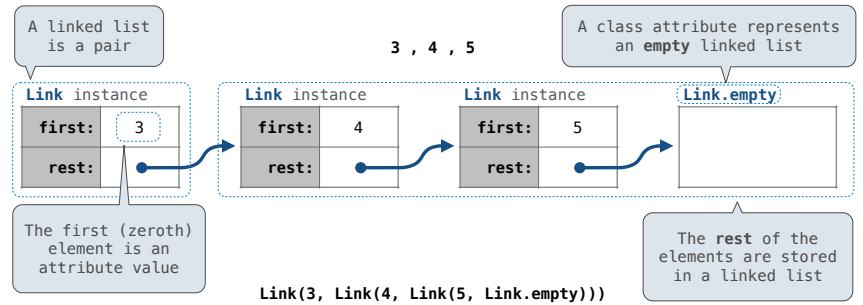 A linked list
is a pair
3 , 4 , 5
A class attribute represents
an empty linked list
Link instance
Link instance
Link instance
Link.empty
first:
3
first:
4
first:
5
rest:
rest:
rest:
The first (zeroth)
element is an
attribute value
The rest of the
elements are stored
in a linked list
Link(3, Link(4, Link(5, Link.empty)))